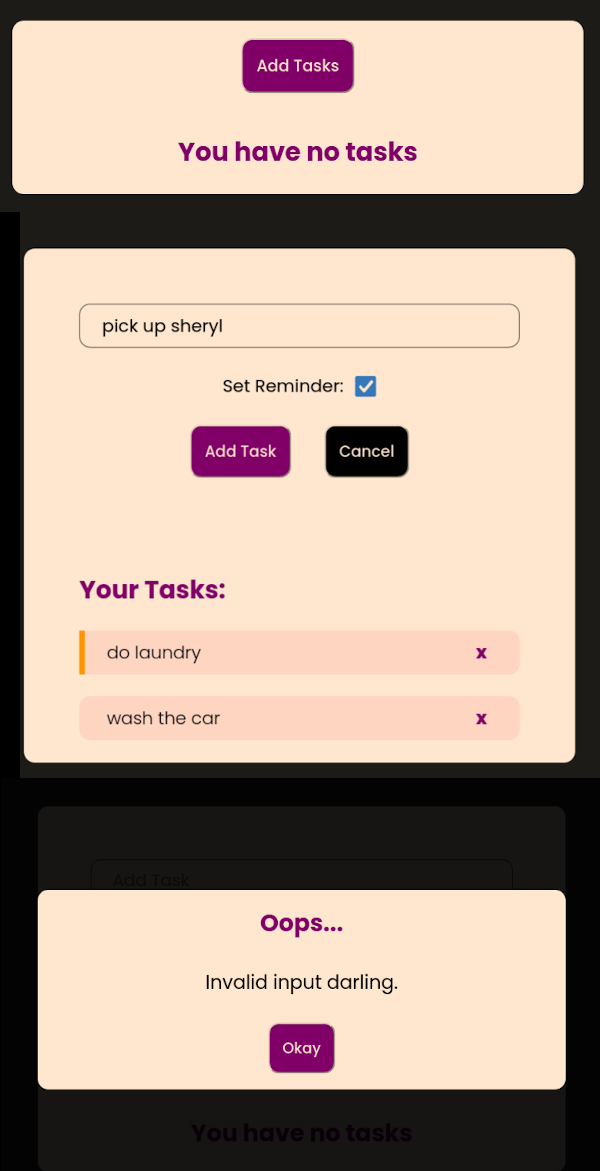 Add Tasks
You have no tasks
pick up sheryl
Set Reminder:
Add Task Cancel
Your Tasks:
do laundry x
wash the car x
Add Task
Oops...
Invalid input darling.
Okay
You have no tasks